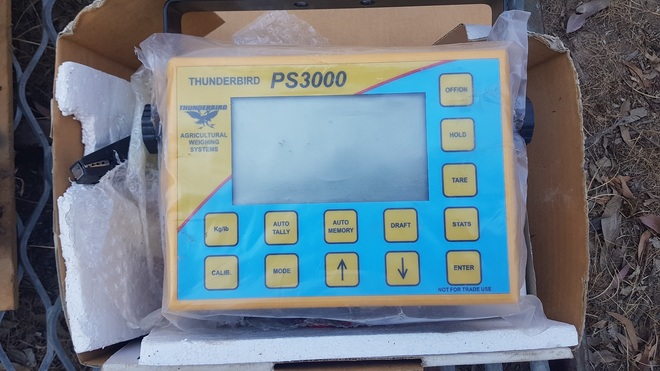 THUNDERBIRD PS3000
THUNDERBIRD
AGRICULTURAL
WEIGHING
SYSTEMS
OFF/ON
HOLD
TARE
Kg/lb
AUTO
TALLY
AUTO
MEMORY
DRAFT
STATS
CALIB.
MODE
ENTER
NOT FOR TRADE USE